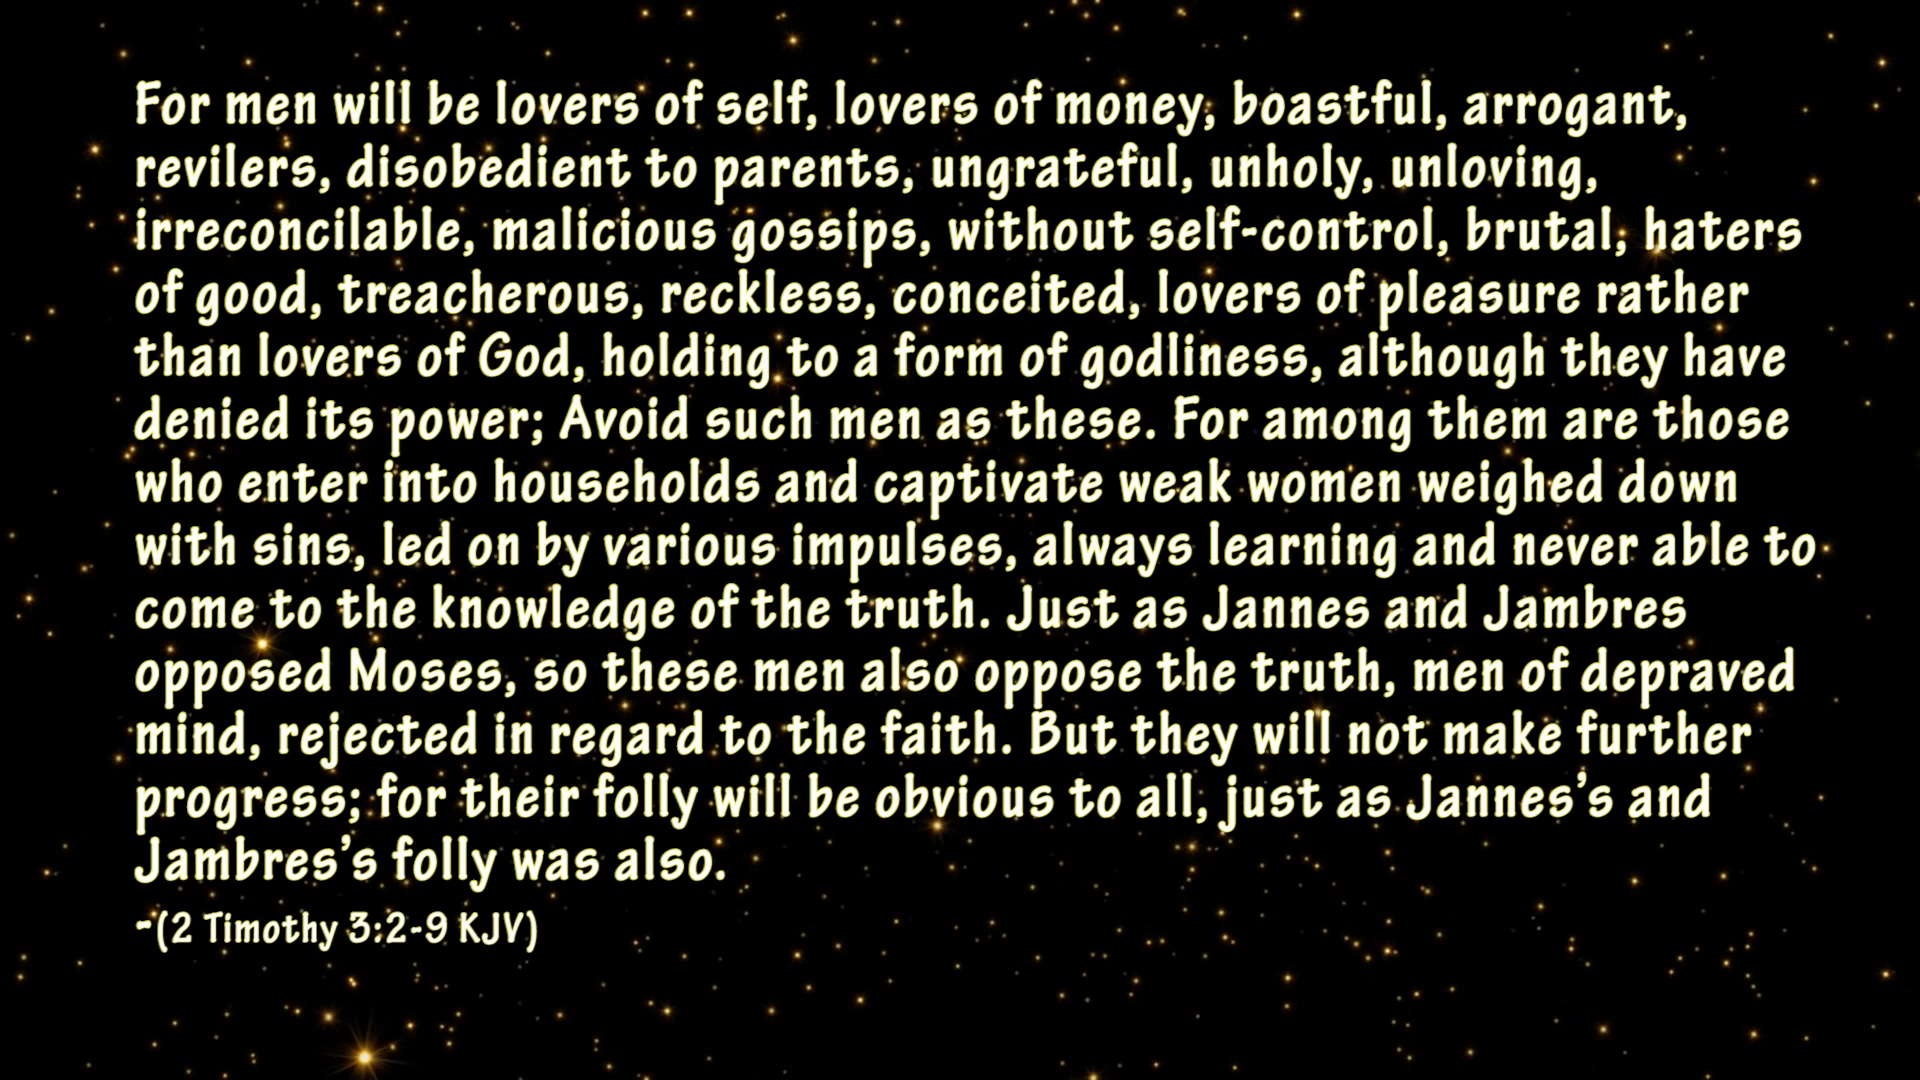 For men will be lovers of self, lovers of money, boastful, arrogant,
revilers, disobedient to parents, ungrateful, unholy, unloving,
irreconcilable, malicious gossips, without self-control, brutal, haters
of good, treacherous, reckless, conceited, lovers of pleasure rather
than lovers of God, holding to a form of godliness, although they have
denied its power; Avoid such men as these. For among them are those
who enter into households and captivate weak women weighed down
with sins, led on by various impulses, always learning and never able to
come to the knowledge of the truth. Just as Jannes and Jambres
opposed Moses, so these men also oppose the truth, men of depraved
mind, rejected in regard to the faith. But they will not make further
progress; for their folly will be obvious to all, just as Jannes’s and
Jambres’s folly was also.
~(2 Timothy 3:2-9 KJV)